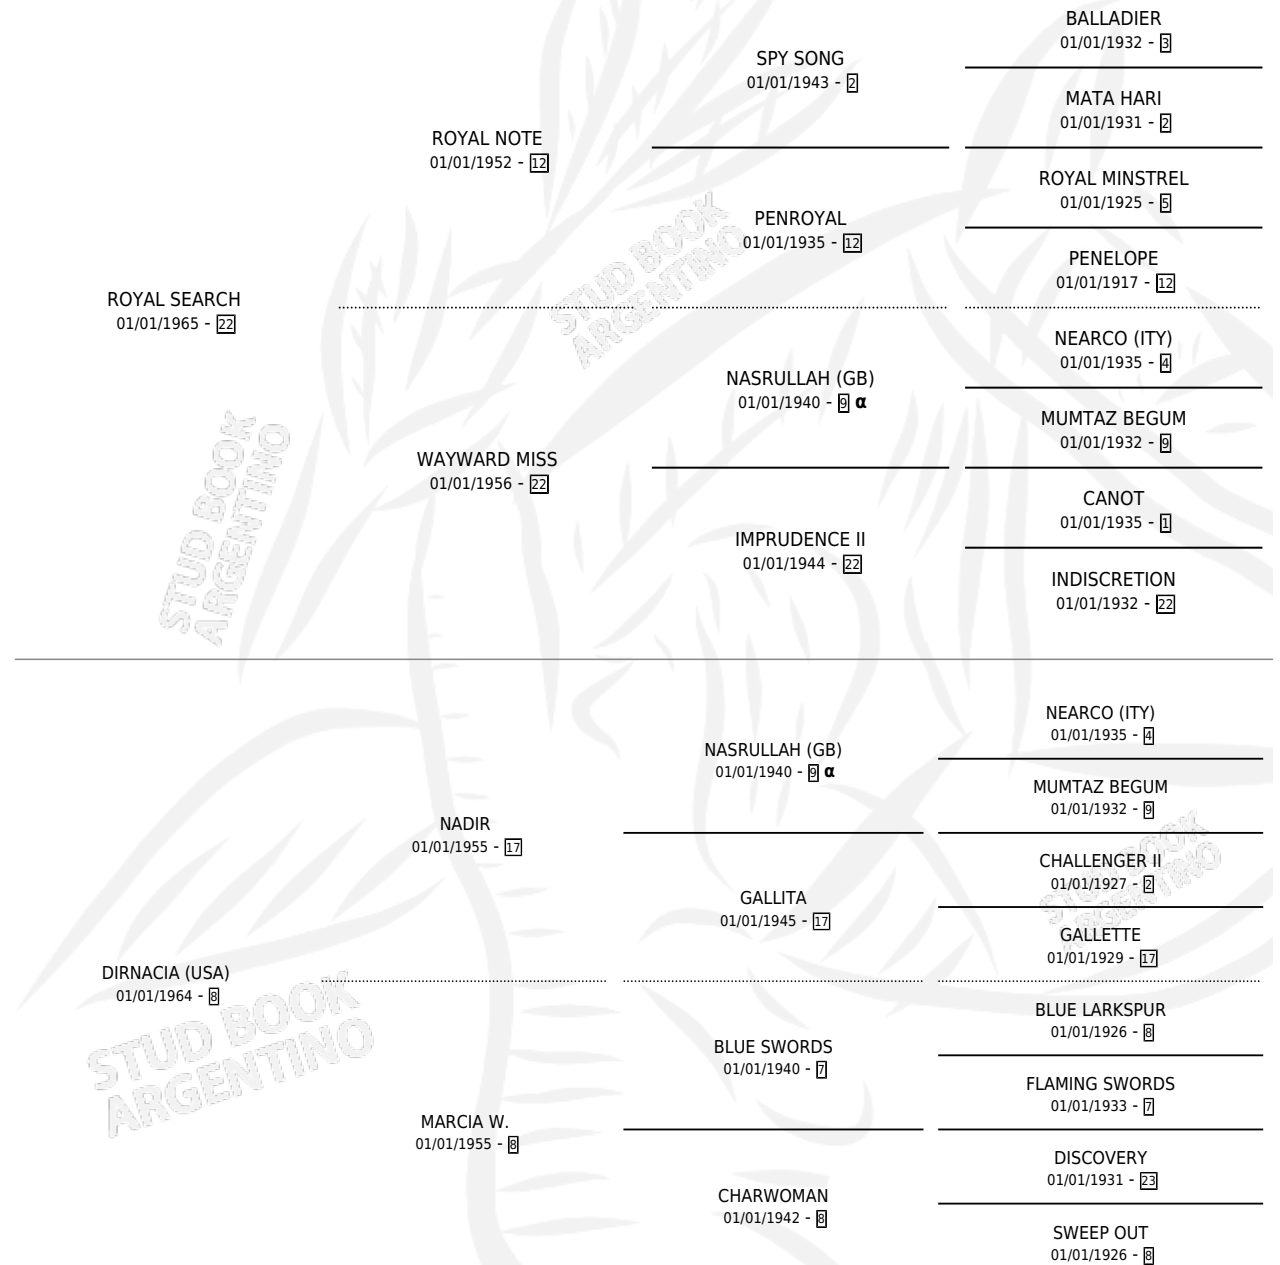 BALLADIER
01/01/1932 - 3
SPY SONG
01/01/1943 - 2
MATA HARI
01/01/1931 - 2
ROYAL NOTE
01/01/1952 - 12
ROYAL MINSTREL
01/01/1925 - 5
PENROYAL
01/01/1935 - 12
PENELOPE
01/01/1917 - 12
ROYAL SEARCH
01/01/1965 - 22
NEARCO (ITY)
01/01/1935 - 4
NASRULLAH (GB)
01/01/1940 - 9 α
MUMTAZ BEGUM
01/01/1932 - 9
WAYWARD MISS
01/01/1956 - 22
CANOT
01/01/1935 - 1
IMPRUDENCE II
01/01/1944 - 22
INDISCRETION
01/01/1932 - 22
NEARCO (ITY)
01/01/1935 - 4
NASRULLAH (GB)
01/01/1940 - 9 α
MUMTAZ BEGUM
01/01/1932 - 9
NADIR
01/01/1955 - 17
CHALLENGER II
01/01/1927 - 2
GALLITA
01/01/1945 - 17
GALLETTE
01/01/1929 - 17
DIRNACIA (USA)
01/01/1964 - 8
BLUE LARKSPUR
01/01/1926 - 8
BLUE SWORDS
01/01/1940 - 7
FLAMING SWORDS
01/01/1933 - 7
MARCIA W.
01/01/1955 - 8
DISCOVERY
01/01/1931 - 23
CHARWOMAN
01/01/1942 - 8
SWEEP OUT
01/01/1926 - 8
STUD BOOK
ARGENTINO
STUD BOOK
ARGENTINO
STUD BOOK
ARGENTINO
STUD BOOK
ARGENTINO